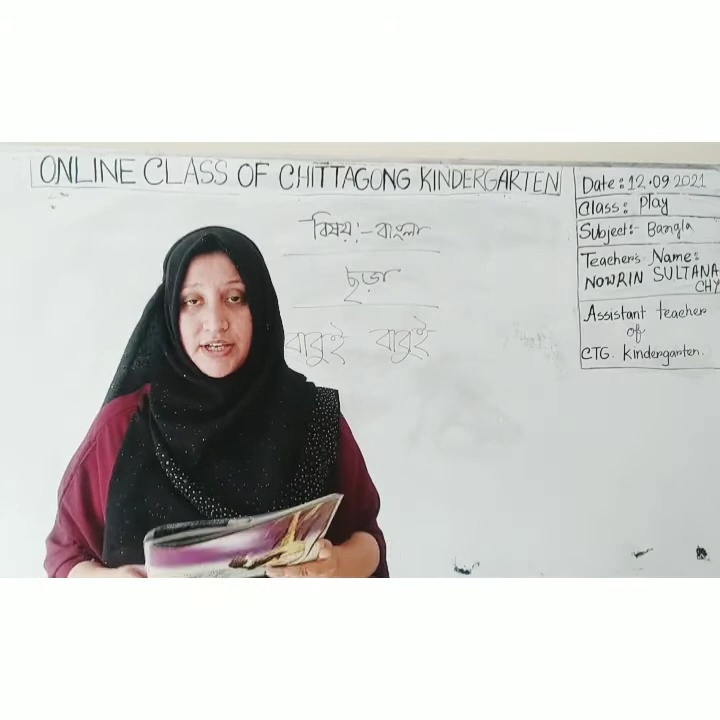 ONLINE CLASS OF CHITTAGONG KINDERGARTEN
বিষয়:- বাংলা
ছড়া
বাবুই বাবুই
Date: 12.09.2021
Class: Play
Subject:- Bangla
Teacher's Name:
NOWRIN SULTANA
CHY
Assistant teacher
of
CTG. kindergarten.